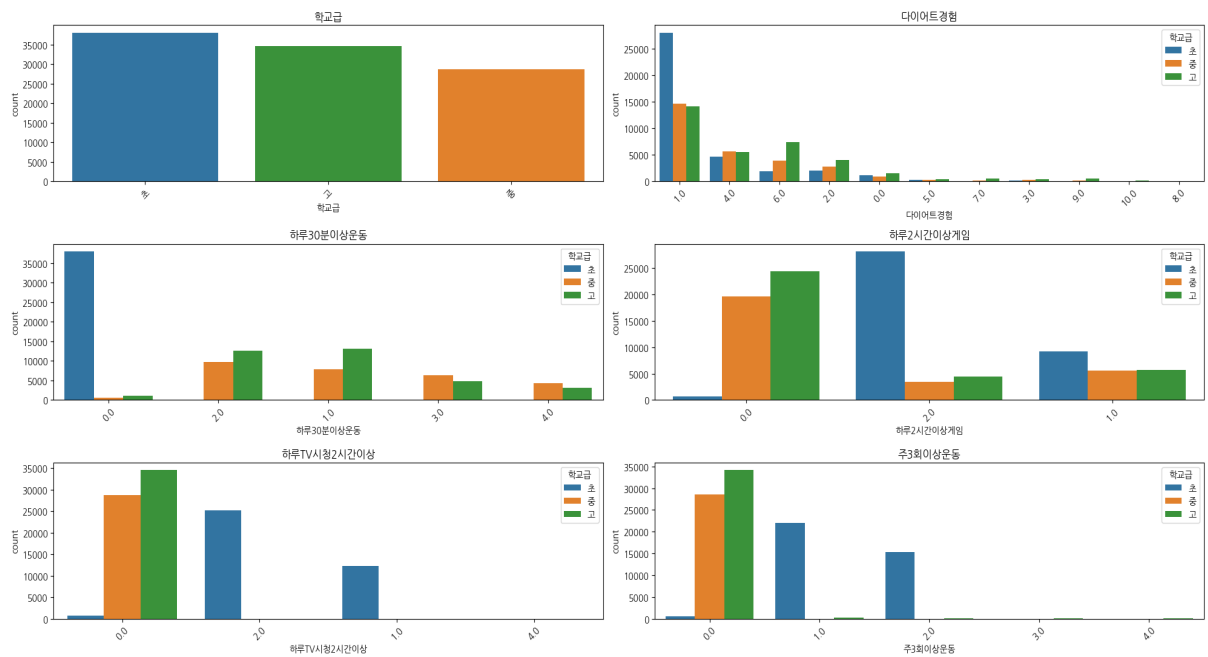 학교급
35000
30000
25000
20000
15000
10000
5000
0
count
초
고
중
학교급
다이어트경험
25000
20000
15000
10000
5000
0
count
학교급
초
중
고
1.0
4.0
6.0
2.0
0.0
5.0
7.0
3.0
9.0
10.0
8.0
다이어트경험
하루30분이상운동
35000
30000
25000
20000
15000
10000
5000
0
count
학교급
초
중
고
0.0
2.0
1.0
3.0
4.0
하루30분이상운동
하루2시간이상게임
25000
20000
15000
10000
5000
0
count
학교급
초
중
고
0.0
2.0
1.0
하루2시간이상게임
하루TV시청2시간이상
35000
30000
25000
20000
15000
10000
5000
0
count
학교급
초
중
고
0.0
2.0
1.0
4.0
하루TV시청2시간이상
주3회이상운동
35000
30000
25000
20000
15000
10000
5000
0
count
학교급
초
중
고
0.0
1.0
2.0
3.0
4.0
주3회이상운동